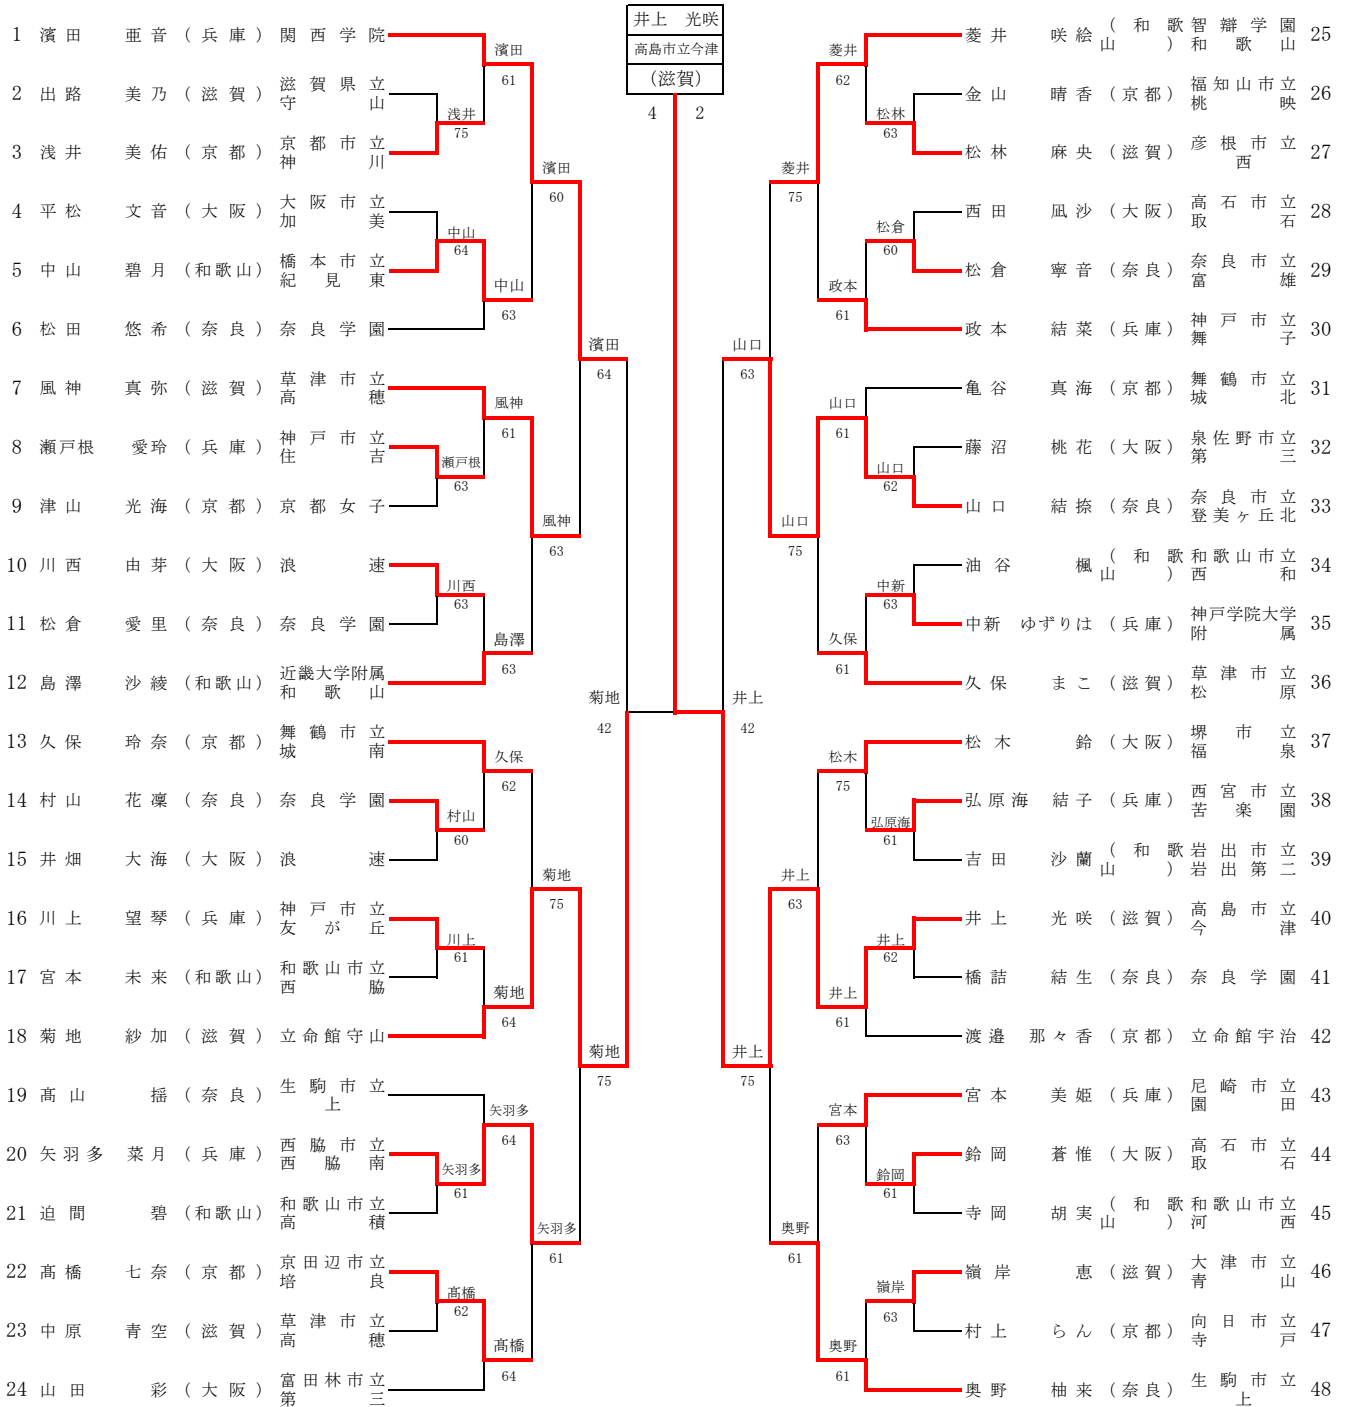 井上 光咲
高島市立今津
(滋賀)
4 2
1 濱田 亜音 (兵庫) 関西学院
2 出路 美乃 (滋賀) 滋賀県立守山
3 浅井 美佑 (京都) 京都市立神川
4 平松 文音 (大阪) 大阪市立加美
5 中山 碧月 (和歌山) 橋本市立紀見東
6 松田 悠希 (奈良) 奈良学園
7 風神 真弥 (滋賀) 草津市立高穂
8 瀬戸根 愛玲 (兵庫) 神戸市立住吉
9 津山 光海 (京都) 京都女子
10 川西 由芽 (大阪) 浪速
11 松倉 愛里 (奈良) 奈良学園
12 島澤 沙綾 (和歌山) 近畿大学附属和歌山
13 久保 玲奈 (京都) 舞鶴市立城南
14 村山 花凜 (奈良) 奈良学園
15 井畑 大海 (大阪) 浪速
16 川上 望琴 (兵庫) 神戸市立友が丘
17 宮本 未来 (和歌山) 和歌山市立西脇
18 菊地 紗加 (滋賀) 立命館守山
19 髙山 揺 (奈良) 生駒市立上
20 矢羽多 菜月 (兵庫) 西脇市立西脇南
21 迫間 碧 (和歌山) 和歌山市立高積
22 髙橋 七奈 (京都) 京田辺市立培良
23 中原 青空 (滋賀) 草津市立高穂
24 山田 彩 (大阪) 富田林市立第三
浅井
75
中山
64
瀬戸根
63
川西
63
村山
60
川上
61
矢羽多
61
髙橋
62
濱田
61
中山
63
風神
61
島澤
63
久保
62
菊地
64
矢羽多
64
髙橋
64
濱田
60
風神
63
菊地
75
矢羽多
61
濱田
64
菊地
75
菊地
42
井上
42
山口
63
井上
75
菱井
75
山口
75
井上
63
奥野
61
菱井
62
政本
61
山口
61
久保
61
松木
75
井上
61
宮本
63
奥野
61
松林
63
松倉
60
山口
62
中新
63
弘原海
61
井上
62
鈴岡
61
嶺岸
63
菱井 咲絵 (和歌山) 智辯学園和歌山 25
金山 晴香 (京都) 福知山市立桃映 26
松林 麻央 (滋賀) 彦根市立西 27
西田 凪沙 (大阪) 高石市立取石 28
松倉 寧音 (奈良) 奈良市立富雄 29
政本 結菜 (兵庫) 神戸市立舞子 30
亀谷 真海 (京都) 舞鶴市立城北 31
藤沼 桃花 (大阪) 泉佐野市立第三 32
山口 結捺 (奈良) 奈良市立登美ヶ丘北 33
油谷 楓 (和歌山) 和歌山市立西和 34
中新 ゆずりは (兵庫) 神戸学院大学附属 35
久保 まこ (滋賀) 草津市立松原 36
松木 鈴 (大阪) 堺市立福泉 37
弘原海 結子 (兵庫) 西宮市立苦楽園 38
吉田 沙蘭 (和歌山) 岩出市立岩出第二 39
井上 光咲 (滋賀) 高島市立今津 40
橋詰 結生 (奈良) 奈良学園 41
渡邉 那々香 (京都) 立命館宇治 42
宮本 美姫 (兵庫) 尼崎市立園田 43
鈴岡 蒼惟 (大阪) 高石市立取石 44
寺岡 胡実 (和歌山) 和歌山市立河西 45
嶺岸 恵 (滋賀) 大津市立青山 46
村上 らん (京都) 向日市立寺戸 47
奥野 柚来 (奈良) 生駒市立上 48